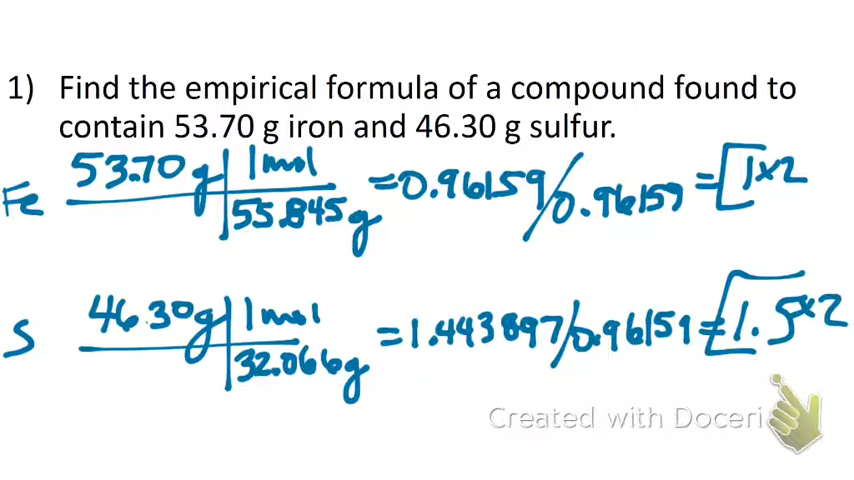 1) Find the empirical formula of a compound found to
contain 53.70 g iron and 46.30 g sulfur.
Fe 53.70g | 1mol = 0.96159/0.96159 = 1 x2
55.845g
S 46.30g | 1mol = 1.443897/0.96159 = 1.5 x2
32.066g
Created with Doceri